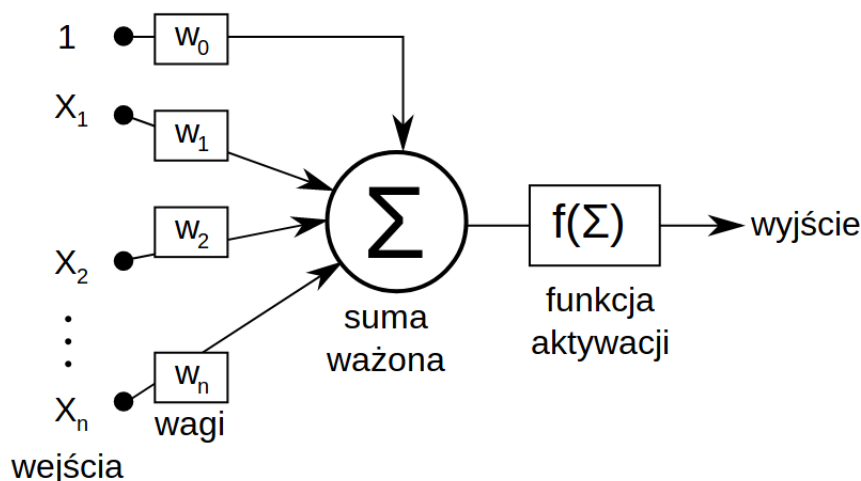 1
w₀
X₁
w₁
X₂
w₂
Xₙ
wₙ
wejścia
wagi
Σ
suma
ważona
f(Σ)
funkcja
aktywacji
wyjście